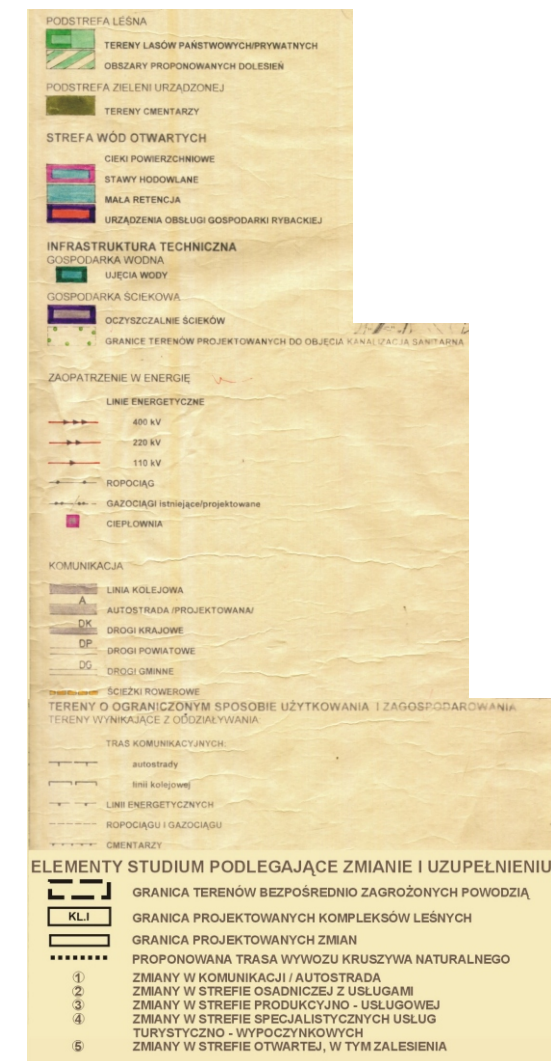 PODSTREFA LEŚNA
TERENY LASÓW PAŃSTWOWYCH/PRYWATNYCH
OBSZARY PROPONOWANYCH DOLESIEŃ
PODSTREFA ZIELENI URZĄDZONEJ
TERENY CMENTARZY
STREFA WÓD OTWARTYCH
CIEKI POWIERZCHNIOWE
STAWY HODOWLANE
MAŁA RETENCJA
URZĄDZENIA OBSŁUGI GOSPODARKI RYBACKIEJ
INFRASTRUKTURA TECHNICZNA
GOSPODARKA WODNA
UJĘCIA WODY
GOSPODARKA ŚCIEKOWA
OCZYSZCZALNIE ŚCIEKÓW
GRANICE TERENÓW PROJEKTOWANYCH DO OBJĘCIA KANALIZACJĄ SANITARNĄ
ZAOPATRZENIE W ENERGIĘ
LINIE ENERGETYCZNE
400 kV
220 kV
110 kV
ROPOCIĄG
GAZOCIĄGI istniejące/projektowane
CIEPŁOWNIA
KOMUNIKACJA
LINIA KOLEJOWA
A AUTOSTRADA /PROJEKTOWANA/
DK DROGI KRAJOWE
DP DROGI POWIATOWE
DG DROGI GMINNE
ŚCIEŻKI ROWEROWE
TERENY O OGRANICZONYM SPOSOBIE UŻYTKOWANIA I ZAGOSPODAROWANIA
TERENY WYNIKAJĄCE Z ODDZIAŁYWANIA
TRAS KOMUNIKACYJNYCH:
autostrady
linii kolejowej
LINII ENERGETYCZNYCH
ROPOCIĄGU I GAZOCIĄGU
CMENTARZY
ELEMENTY STUDIUM PODLEGAJĄCE ZMIANIE I UZUPEŁNIENIU
GRANICA TERENÓW BEZPOŚREDNIO ZAGROŻONYCH POWODZIĄ
KL.I GRANICA PROJEKTOWANYCH KOMPLEKSÓW LEŚNYCH
GRANICA PROJEKTOWANYCH ZMIAN
PROPONOWANA TRASA WYWOZU KRUSZYWA NATURALNEGO
① ZMIANY W KOMUNIKACJI / AUTOSTRADA
② ZMIANY W STREFIE OSADNICZEJ Z USŁUGAMI
③ ZMIANY W STREFIE PRODUKCYJNO - USŁUGOWEJ
④ ZMIANY W STREFIE SPECJALISTYCZNYCH USŁUG
TURYSTYCZNO - WYPOCZYNKOWYCH
⑤ ZMIANY W STREFIE OTWARTEJ, W TYM ZALESIENIA